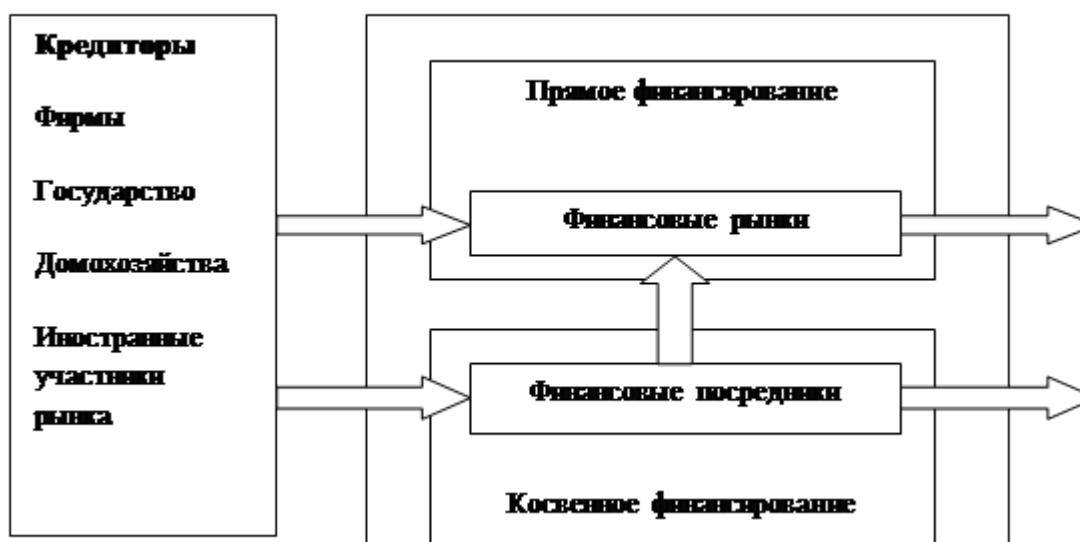 Кредиторы
Фирмы
Государство
Домохозяйства
Иностранные
участники
рынка
Прямое финансирование
Финансовые рынки
Финансовые посредники
Косвенное финансирование